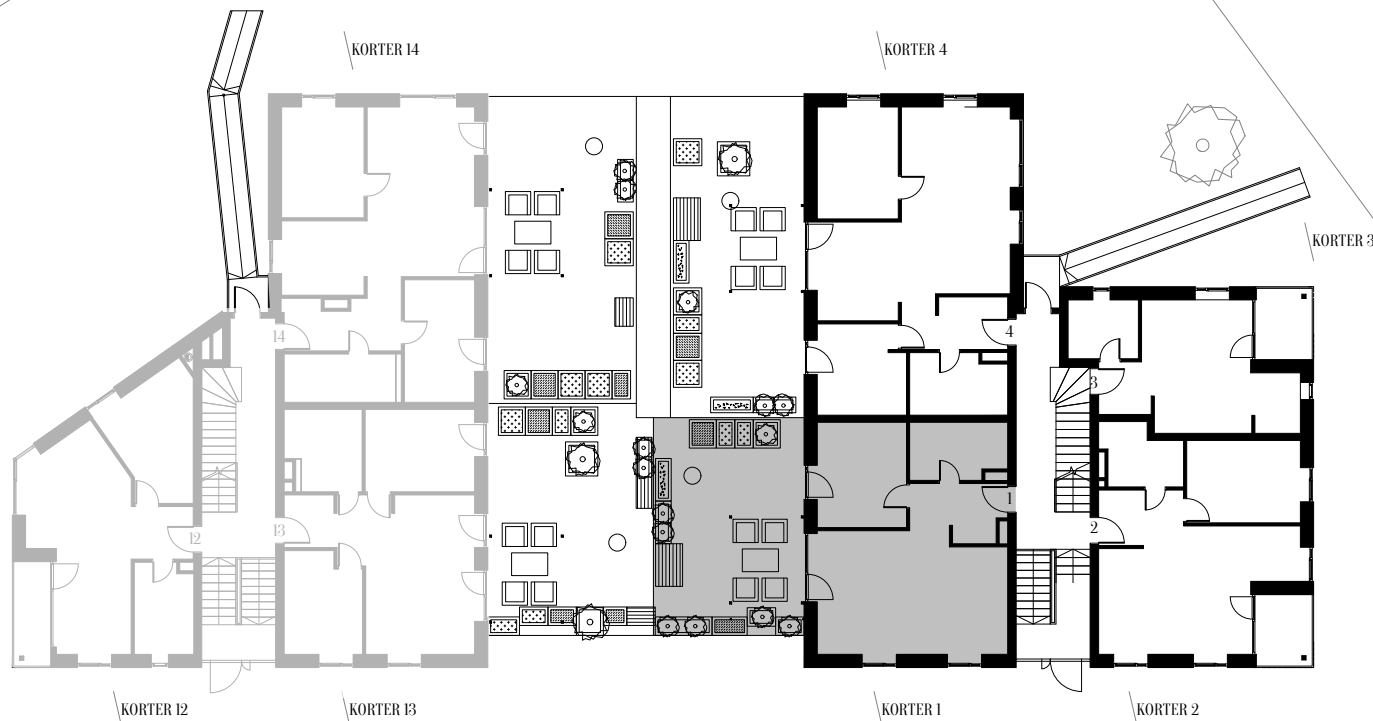 KORTER 14
KORTER 4
KORTER 3
14
4
3
1
12
13
2
KORTER 12
KORTER 13
KORTER 1
KORTER 2